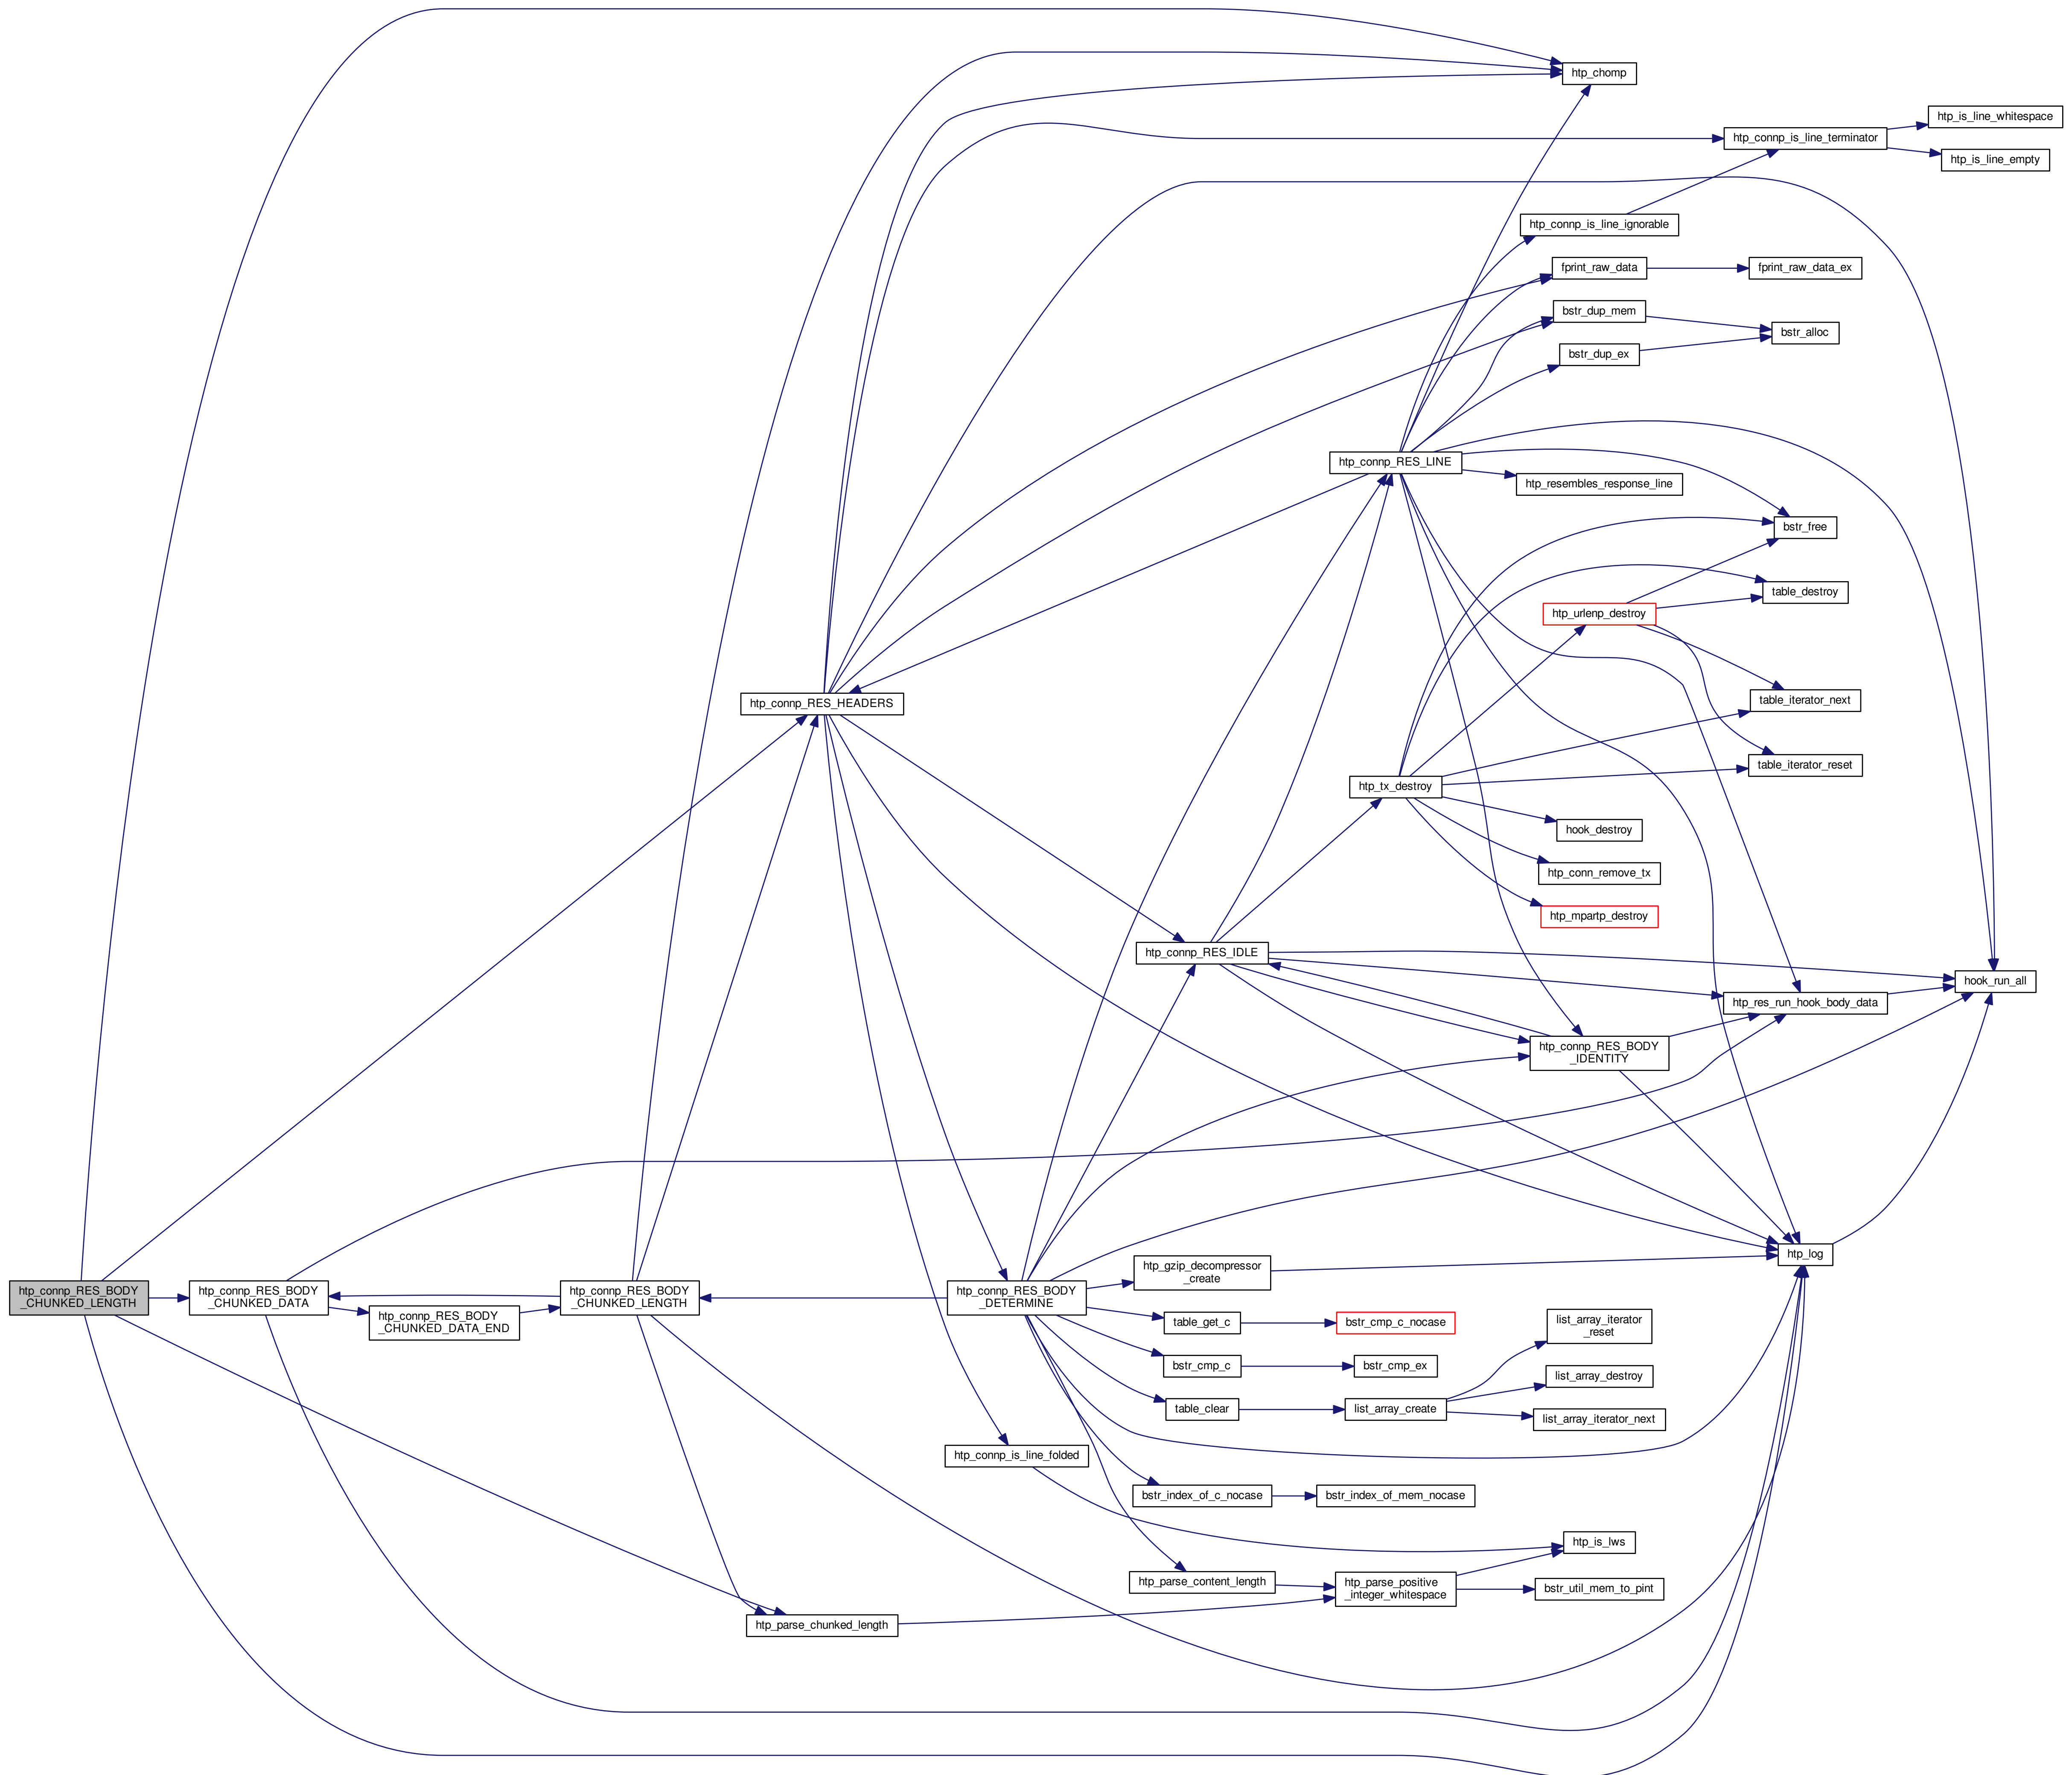 htp_chomp
htp_is_line_whitespace
htp_connp_is_line_terminator
htp_is_line_empty
htp_connp_is_line_ignorable
fprint_raw_data
fprint_raw_data_ex
bstr_dup_mem
bstr_alloc
bstr_dup_ex
htp_connp_RES_LINE
htp_resembles_response_line
bstr_free
table_destroy
htp_urlenp_destroy
htp_connp_RES_HEADERS
table_iterator_next
table_iterator_reset
htp_tx_destroy
hook_destroy
htp_conn_remove_tx
htp_mpartp_destroy
htp_connp_RES_IDLE
hook_run_all
htp_res_run_hook_body_data
htp_connp_RES_BODY
_IDENTITY
htp_log
htp_gzip_decompressor
_create
htp_connp_RES_BODY
_CHUNKED_LENGTH
htp_connp_RES_BODY
_CHUNKED_DATA
htp_connp_RES_BODY
_CHUNKED_DATA_END
htp_connp_RES_BODY
_CHUNKED_LENGTH
htp_connp_RES_BODY
_DETERMINE
table_get_c
bstr_cmp_c_nocase
list_array_iterator
_reset
bstr_cmp_c
bstr_cmp_ex
list_array_destroy
table_clear
list_array_create
list_array_iterator_next
htp_connp_is_line_folded
bstr_index_of_c_nocase
bstr_index_of_mem_nocase
htp_is_lws
htp_parse_content_length
htp_parse_positive
_integer_whitespace
bstr_util_mem_to_pint
htp_parse_chunked_length